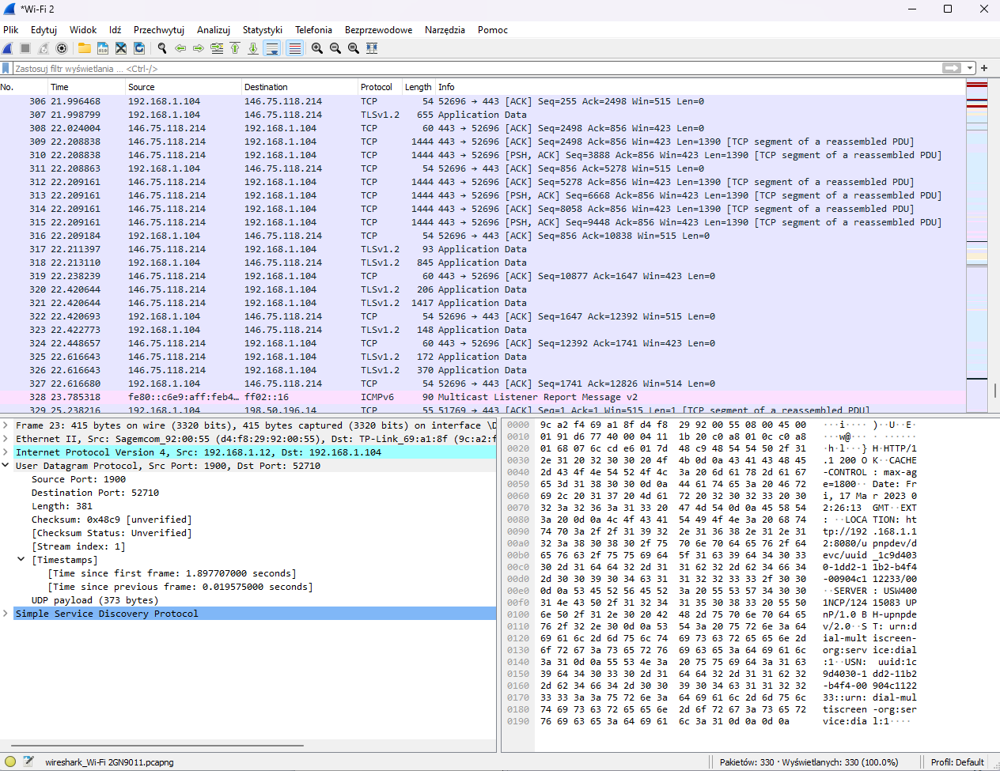 *Wi-Fi 2
Plik Edytuj Widok Idź Przechwytuj Analizuj Statystyki Telefonia Bezprzewodowe Narzędzia Pomoc
Zastosuj filtr wyświetlania … <Ctrl-/>
No. Time Source Destination Protocol Length Info
306 21.996468 192.168.1.104 146.75.118.214 TCP 54 52696 → 443 [ACK] Seq=255 Ack=2498 Win=515 Len=0
307 21.998799 192.168.1.104 146.75.118.214 TLSv1.2 655 Application Data
308 22.024004 146.75.118.214 192.168.1.104 TCP 60 443 → 52696 [ACK] Seq=2498 Ack=856 Win=423 Len=0
309 22.208838 146.75.118.214 192.168.1.104 TCP 1444 443 → 52696 [ACK] Seq=2498 Ack=856 Win=423 Len=1390 [TCP segment of a reassembled PDU]
310 22.208838 146.75.118.214 192.168.1.104 TCP 1444 443 → 52696 [PSH, ACK] Seq=3888 Ack=856 Win=423 Len=1390 [TCP segment of a reassembled PDU]
311 22.208863 192.168.1.104 146.75.118.214 TCP 54 52696 → 443 [ACK] Seq=856 Ack=5278 Win=515 Len=0
312 22.209161 146.75.118.214 192.168.1.104 TCP 1444 443 → 52696 [ACK] Seq=5278 Ack=856 Win=423 Len=1390 [TCP segment of a reassembled PDU]
313 22.209161 146.75.118.214 192.168.1.104 TCP 1444 443 → 52696 [PSH, ACK] Seq=6668 Ack=856 Win=423 Len=1390 [TCP segment of a reassembled PDU]
314 22.209161 146.75.118.214 192.168.1.104 TCP 1444 443 → 52696 [ACK] Seq=8058 Ack=856 Win=423 Len=1390 [TCP segment of a reassembled PDU]
315 22.209161 146.75.118.214 192.168.1.104 TCP 1444 443 → 52696 [PSH, ACK] Seq=9448 Ack=856 Win=423 Len=1390 [TCP segment of a reassembled PDU]
316 22.209184 192.168.1.104 146.75.118.214 TCP 54 52696 → 443 [ACK] Seq=856 Ack=10838 Win=515 Len=0
317 22.211397 146.75.118.214 192.168.1.104 TLSv1.2 93 Application Data
318 22.213110 192.168.1.104 146.75.118.214 TLSv1.2 845 Application Data
319 22.238239 146.75.118.214 192.168.1.104 TCP 60 443 → 52696 [ACK] Seq=10877 Ack=1647 Win=423 Len=0
320 22.420644 146.75.118.214 192.168.1.104 TLSv1.2 206 Application Data
321 22.420644 146.75.118.214 192.168.1.104 TLSv1.2 1417 Application Data
322 22.420693 192.168.1.104 146.75.118.214 TCP 54 52696 → 443 [ACK] Seq=1647 Ack=12392 Win=515 Len=0
323 22.422773 192.168.1.104 146.75.118.214 TLSv1.2 148 Application Data
324 22.448657 146.75.118.214 192.168.1.104 TCP 60 443 → 52696 [ACK] Seq=12392 Ack=1741 Win=423 Len=0
325 22.616643 146.75.118.214 192.168.1.104 TLSv1.2 172 Application Data
326 22.616643 146.75.118.214 192.168.1.104 TLSv1.2 370 Application Data
327 22.616680 192.168.1.104 146.75.118.214 TCP 54 52696 → 443 [ACK] Seq=1741 Ack=12826 Win=514 Len=0
328 23.785318 fe80::c6e9:aff:feb4… ff02::16 ICMPv6 90 Multicast Listener Report Message v2
329 25.238216 192.168.1.104 198.50.196.14 TCP 55 51769 → 443 [ACK] Seq=1 Ack=1 Win=515 Len=1 [TCP segment of a reassembled PDU]
Frame 23: 415 bytes on wire (3320 bits), 415 bytes captured (3320 bits) on interface \D
Ethernet II, Src: Sagemcom_92:00:55 (d4:f8:29:92:00:55), Dst: TP-Link_69:a1:8f (9c:a2:f
Internet Protocol Version 4, Src: 192.168.1.12, Dst: 192.168.1.104
User Datagram Protocol, Src Port: 1900, Dst Port: 52710
Source Port: 1900
Destination Port: 52710
Length: 381
Checksum: 0x48c9 [unverified]
[Checksum Status: Unverified]
[Stream index: 1]
[Timestamps]
[Time since first frame: 1.897707000 seconds]
[Time since previous frame: 0.019575000 seconds]
UDP payload (373 bytes)
Simple Service Discovery Protocol
0000 9c a2 f4 69 a1 8f d4 f8 29 92 00 55 08 00 45 00 ···i···· )··U··E·
0010 01 91 d6 77 40 00 04 11 1b 20 c0 a8 01 0c c0 a8 ···w@··· · ······
0020 01 68 07 6c cd e6 01 7d 48 c9 48 54 54 50 2f 31 ·h·l···} H·HTTP/1
0030 2e 31 20 32 30 30 20 4f 4b 0d 0a 43 41 43 48 45 .1 200 O K··CACHE
0040 2d 43 4f 4e 54 52 4f 4c 3a 20 6d 61 78 2d 61 67 -CONTROL : max-ag
0050 65 3d 31 38 30 30 0d 0a 44 61 74 65 3a 20 46 72 e=1800·· Date: Fr
0060 69 2c 20 31 37 20 4d 61 72 20 32 30 32 33 20 30 i, 17 Ma r 2023 0
0070 32 3a 32 36 3a 31 33 20 47 4d 54 0d 0a 45 58 54 2:26:13 GMT··EXT
0080 3a 20 0d 0a 4c 4f 43 41 54 49 4f 4e 3a 20 68 74 : ··LOCA TION: ht
0090 74 70 3a 2f 2f 31 39 32 2e 31 36 38 2e 31 2e 31 tp://192 .168.1.1
00a0 32 3a 38 30 38 30 2f 75 70 6e 70 64 65 76 2f 64 2:8080/u pnpdev/d
00b0 65 76 63 2f 75 75 69 64 5f 31 63 39 64 34 30 33 evc/uuid _1c9d403
00c0 30 2d 31 64 64 32 2d 31 31 62 32 2d 62 34 66 34 0-1dd2-1 1b2-b4f4
00d0 2d 30 30 39 30 34 63 31 31 32 32 33 33 2f 30 30 -00904c1 12233/00
00e0 0d 0a 53 45 52 56 45 52 3a 20 55 53 57 34 30 30 ··SERVER : USW400
00f0 31 4e 43 50 2f 31 32 34 31 35 30 38 33 20 55 50 1NCP/124 15083 UP
0100 6e 50 2f 31 2e 30 20 42 48 2d 75 70 6e 70 64 65 nP/1.0 B H-upnpde
0110 76 2f 32 2e 30 0d 0a 53 54 3a 20 75 72 6e 3a 64 v/2.0··S T: urn:d
0120 69 61 6c 2d 6d 75 6c 74 69 73 63 72 65 65 6e 2d ial-mult iscreen-
0130 6f 72 67 3a 73 65 72 76 69 63 65 3a 64 69 61 6c org:serv ice:dial
0140 3a 31 0d 0a 55 53 4e 3a 20 75 75 69 64 3a 31 63 :1··USN: uuid:1c
0150 39 64 34 30 33 30 2d 31 64 64 32 2d 31 31 62 32 9d4030-1 dd2-11b2
0160 2d 62 34 66 34 2d 30 30 39 30 34 63 31 31 32 32 -b4f4-00 904c1122
0170 33 33 3a 3a 75 72 6e 3a 64 69 61 6c 2d 6d 75 6c 33::urn: dial-mul
0180 74 69 73 63 72 65 65 6e 2d 6f 72 67 3a 73 65 72 tiscreen -org:ser
0190 76 69 63 65 3a 64 69 61 6c 3a 31 0d 0a 0d 0a vice:dia l:1····
wireshark_Wi-Fi 2GN9011.pcapng Pakietów: 330 · Wyświetlanych: 330 (100.0%) Profil: Default